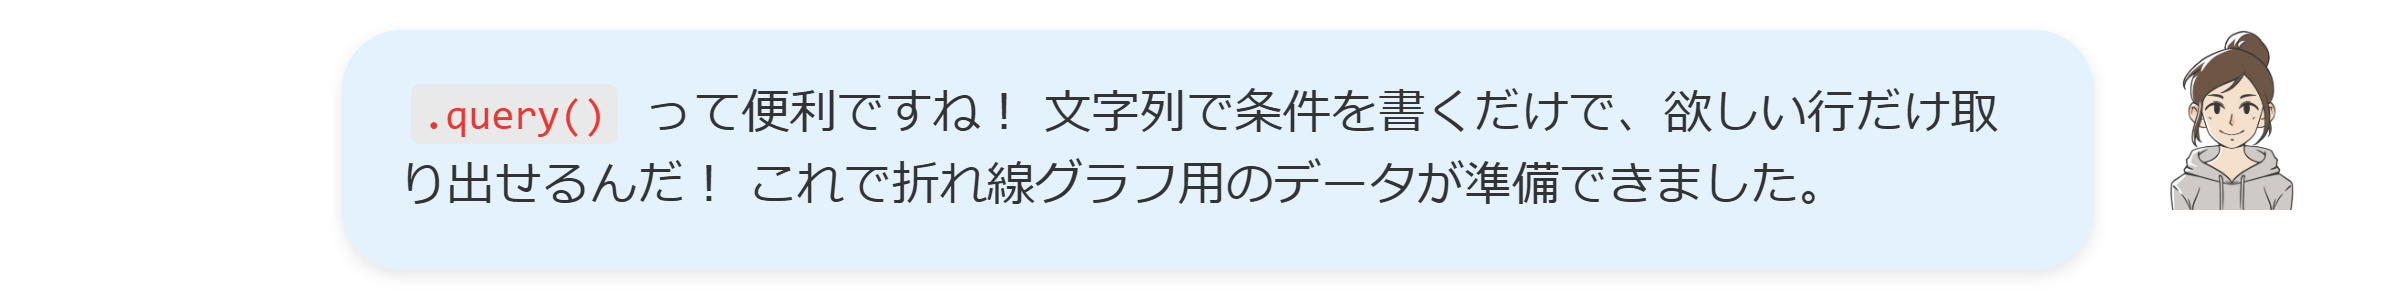 .query() って便利ですね！ 文字列で条件を書くだけで、欲しい行だけ取
り出せるんだ！ これで折れ線グラフ用のデータが準備できました。